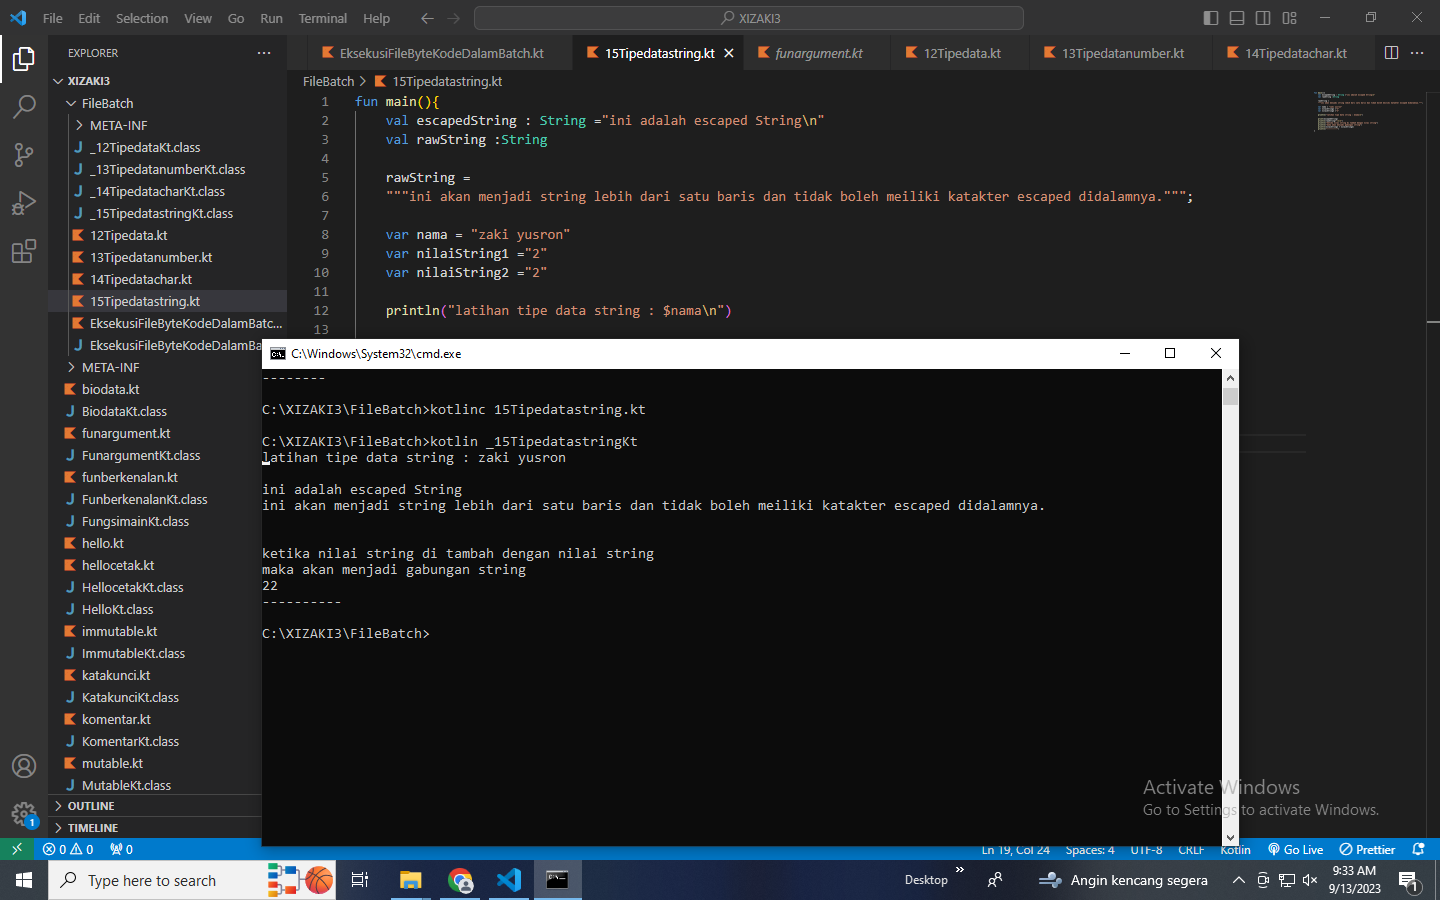 File Edit Selection View Go Run Terminal Help
XIZAKI3
EXPLORER
EksekusiFileByteKodeDalamBatch.kt
15Tipedatastring.kt
funargument.kt
12Tipedata.kt
13Tipedatanumber.kt
14Tipedatachar.kt
XIZAKI3
FileBatch
META-INF
_12TipedataKt.class
_13TipedatanumberKt.class
_14TipedatacharKt.class
_15TipedatastringKt.class
12Tipedata.kt
13Tipedatanumber.kt
14Tipedatachar.kt
15Tipedatastring.kt
EksekusiFileByteKodeDalamBatc...
EksekusiFileByteKodeDalamBa
META-INF
biodata.kt
BiodataKt.class
funargument.kt
FunargumentKt.class
funberkenalan.kt
FunberkenalanKt.class
FungsimainKt.class
hello.kt
hellocetak.kt
HellocetakKt.class
HelloKt.class
immutable.kt
ImmutableKt.class
katakunci.kt
KatakunciKt.class
komentar.kt
KomentarKt.class
mutable.kt
MutableKt.class
OUTLINE
TIMELINE
FileBatch > 15Tipedatastring.kt
1 fun main(){
2 val escapedString : String ="ini adalah escaped String\n"
3 val rawString :String
4
5 rawString =
6 """ini akan menjadi string lebih dari satu baris dan tidak boleh meiliki katakter escaped didalamnya.""";
7
8 var nama = "zaki yusron"
9 var nilaiString1 ="2"
10 var nilaiString2 ="2"
11
12 println("latihan tipe data string : $nama\n")
13
C:\Windows\System32\cmd.exe
--------
C:\XIZAKI3\FileBatch>kotlinc 15Tipedatastring.kt
C:\XIZAKI3\FileBatch>kotlin _15TipedatastringKt
latihan tipe data string : zaki yusron
ini adalah escaped String
ini akan menjadi string lebih dari satu baris dan tidak boleh meiliki katakter escaped didalamnya.
ketika nilai string di tambah dengan nilai string
maka akan menjadi gabungan string
22
----------
C:\XIZAKI3\FileBatch>
Activate Windows
Go to Settings to activate Windows.
1
0 0 0
Ln 19, Col 24 Spaces: 4 UTF-8 CRLF Kotlin Go Live Prettier
Type here to search
Desktop
Angin kencang segera
9:33 AM
9/13/2023
1